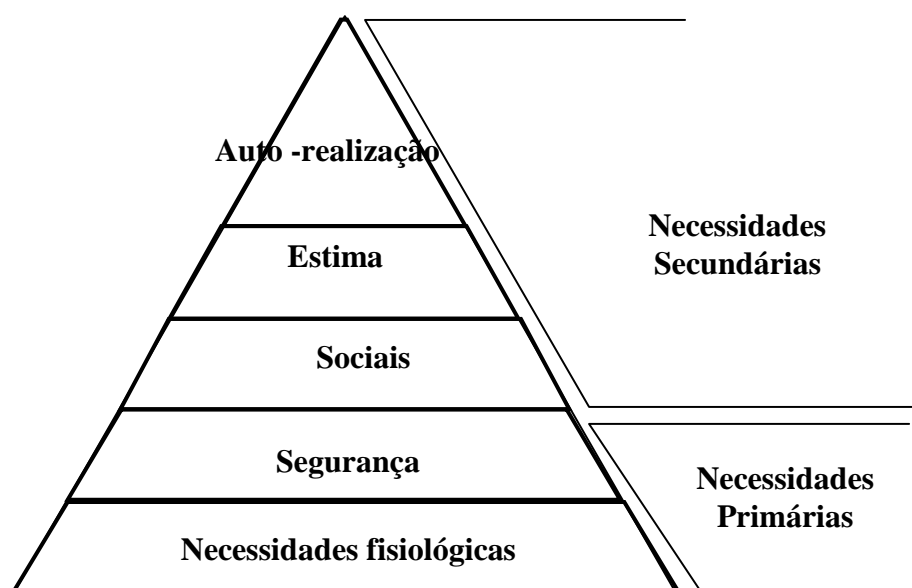 Auto -realização
Estima
Sociais
Segurança
Necessidades fisiológicas
Necessidades
Secundárias
Necessidades
Primárias